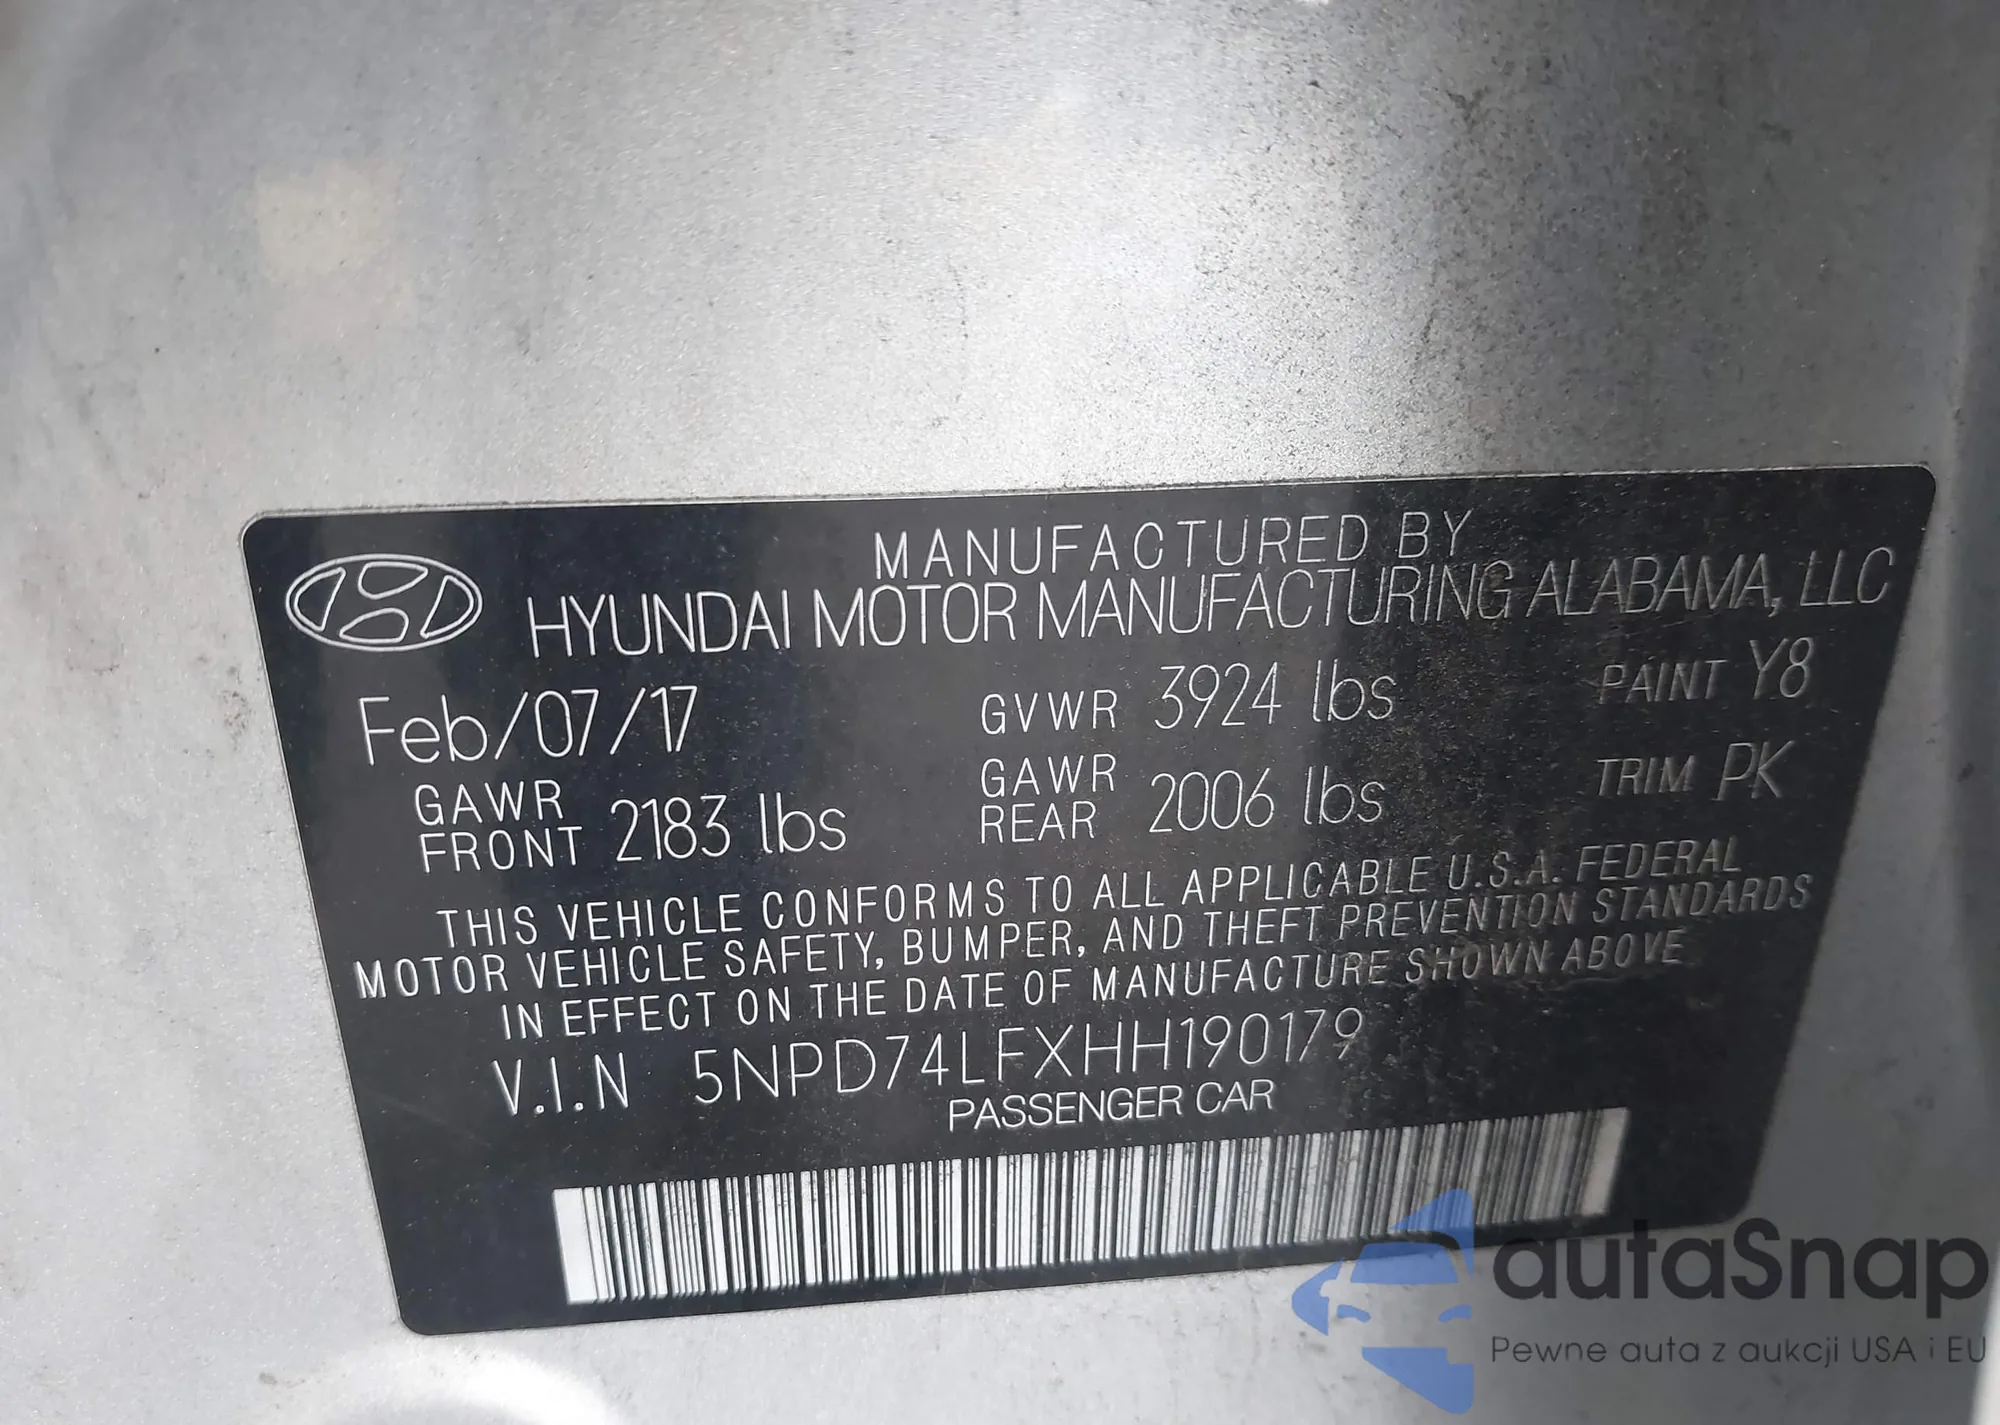 MANUFACTURED BY
HYUNDAI MOTOR MANUFACTURING ALABAMA, LLC
Feb/07/17 GVWR 3924 lbs PAINT Y8
GAWR FRONT 2183 lbs GAWR REAR 2006 lbs TRIM PK
THIS VEHICLE CONFORMS TO ALL APPLICABLE U.S.A. FEDERAL
MOTOR VEHICLE SAFETY, BUMPER, AND THEFT PREVENTION STANDARDS
IN EFFECT ON THE DATE OF MANUFACTURE SHOWN ABOVE
V.I.N 5NPD74LFXHH190179
PASSENGER CAR
autaSnap
Pewne auta z aukcji USA i EU